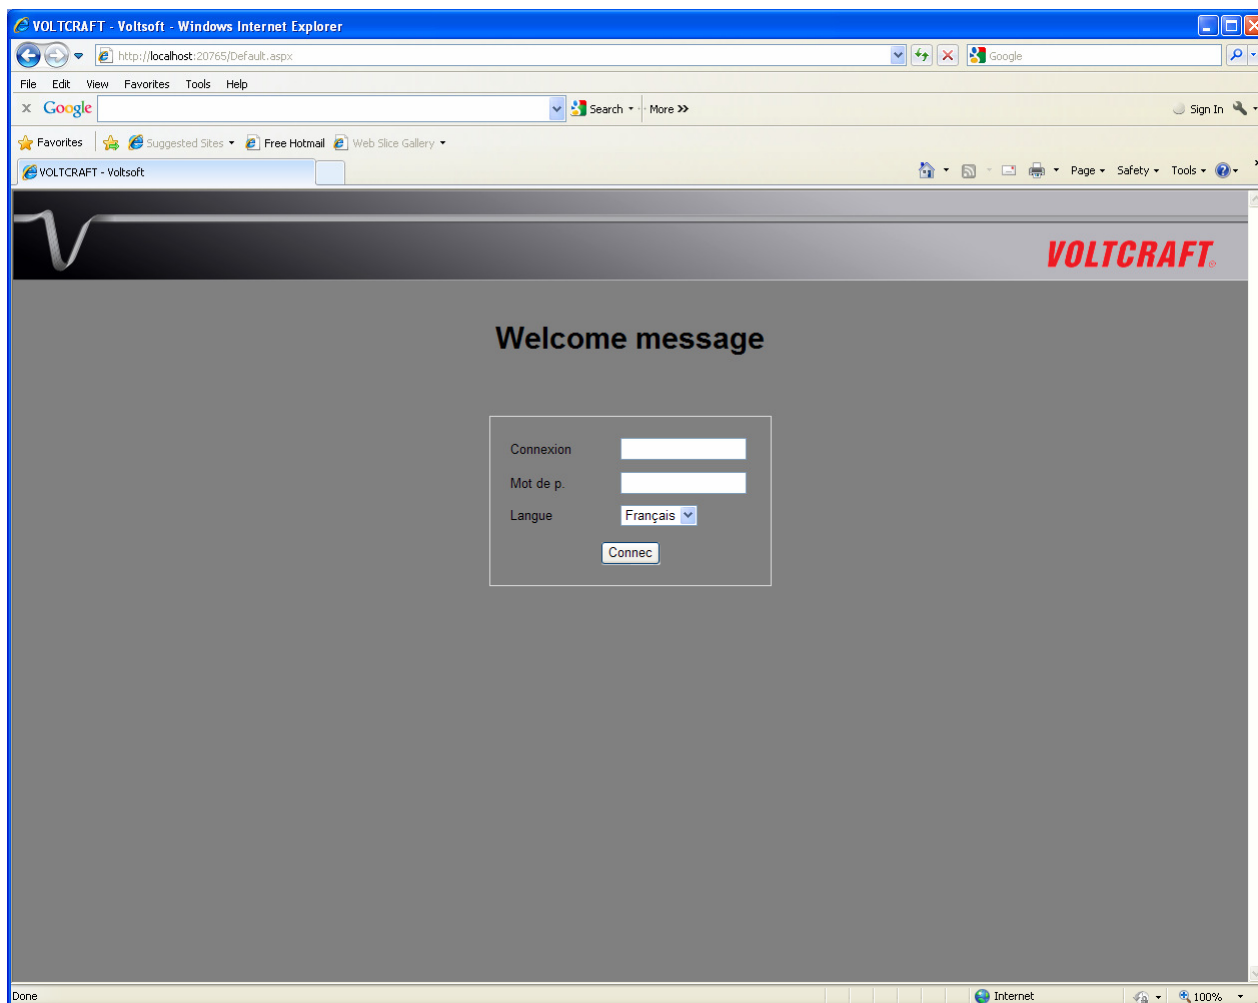 VOLTCRAFT - Voltsoft - Windows Internet Explorer
http://localhost:20765/Default.aspx
Google
File Edit View Favorites Tools Help
x Google Search More >> Sign In
Favorites Suggested Sites Free Hotmail Web Slice Gallery
VOLTCRAFT - Voltsoft Page Safety Tools
VOLTCRAFT®
Welcome message
Connexion
Mot de p.
Langue Français
Connec
Done Internet 100%